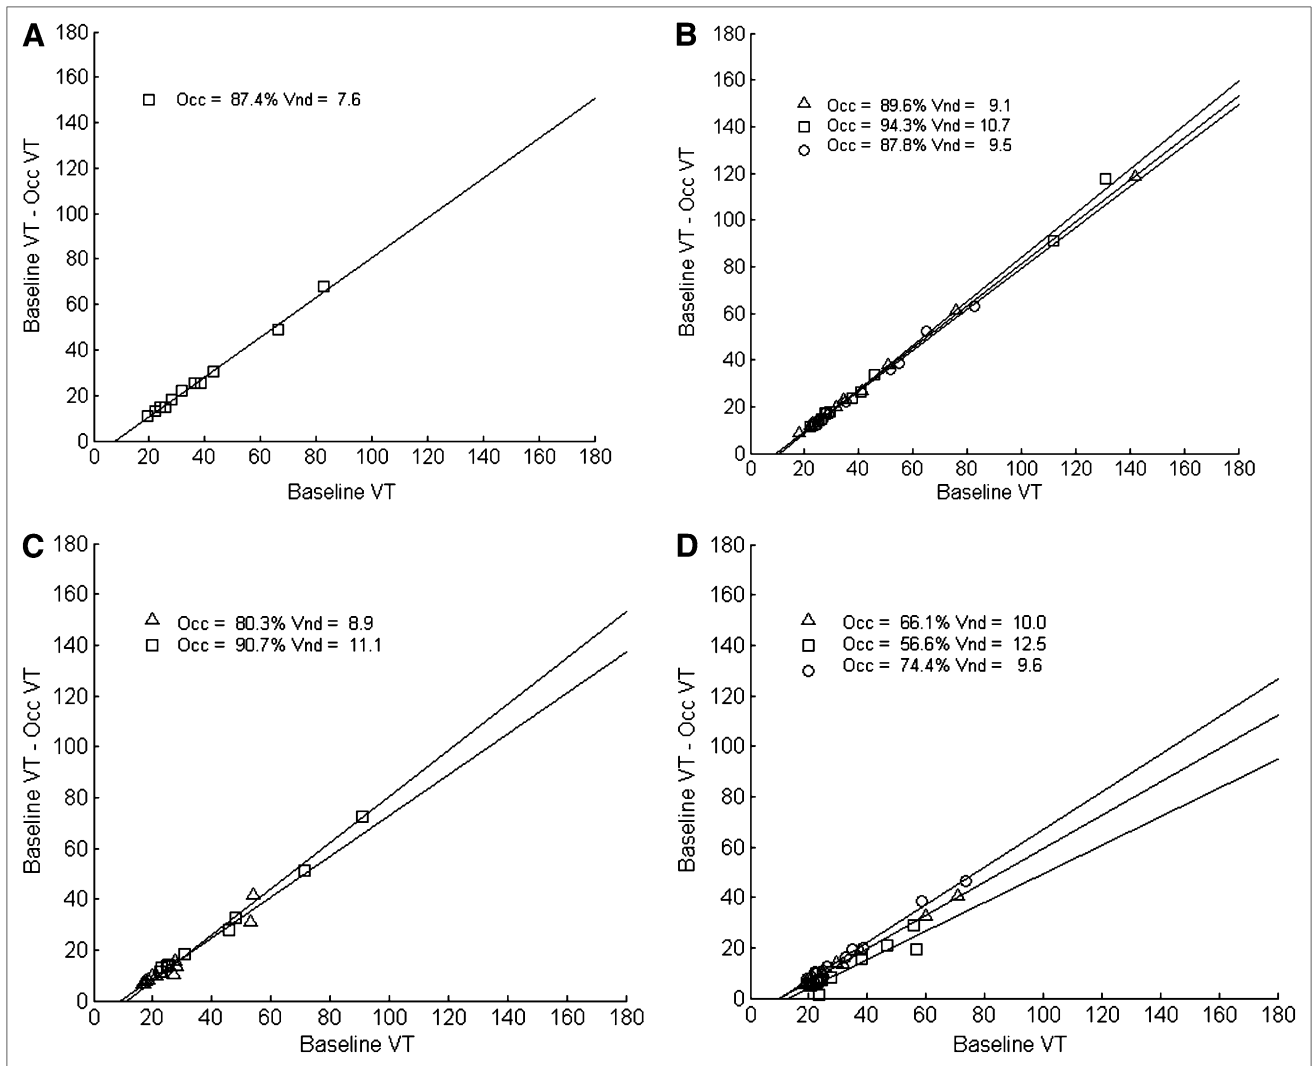 A
180
160
140
120
100
80
60
40
20
0
Baseline VT - Occ VT
Occ = 87.4% Vnd = 7.6
0 20 40 60 80 100 120 140 160 180
Baseline VT
B
180
160
140
120
100
80
60
40
20
0
Baseline VT - Occ VT
Occ = 89.6% Vnd = 9.1
Occ = 94.3% Vnd = 10.7
Occ = 87.8% Vnd = 9.5
0 20 40 60 80 100 120 140 160 180
Baseline VT
C
180
160
140
120
100
80
60
40
20
0
Baseline VT - Occ VT
Occ = 80.3% Vnd = 8.9
Occ = 90.7% Vnd = 11.1
0 20 40 60 80 100 120 140 160 180
Baseline VT
D
180
160
140
120
100
80
60
40
20
0
Baseline VT - Occ VT
Occ = 66.1% Vnd = 10.0
Occ = 56.6% Vnd = 12.5
Occ = 74.4% Vnd = 9.6
0 20 40 60 80 100 120 140 160 180
Baseline VT